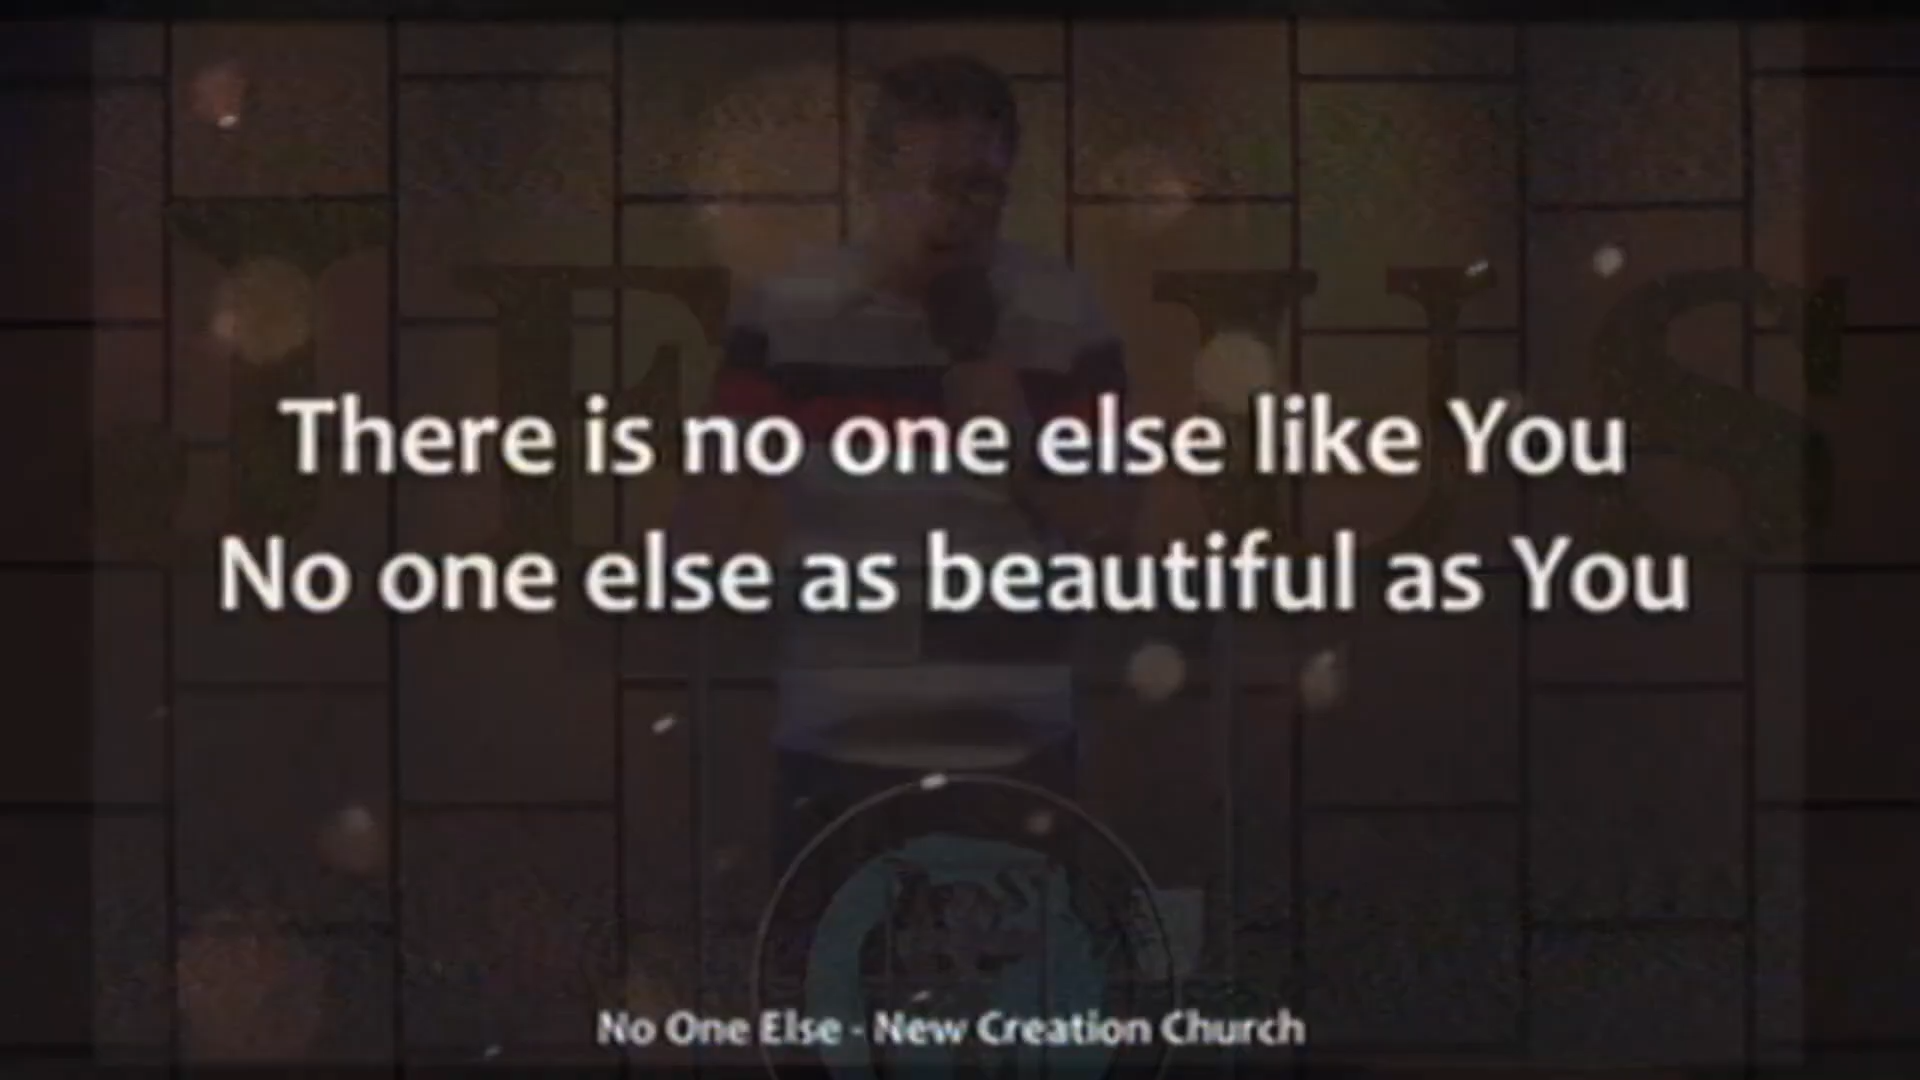 JESUS
There is no one else like You
No one else as beautiful as You
No One Else - New Creation Church